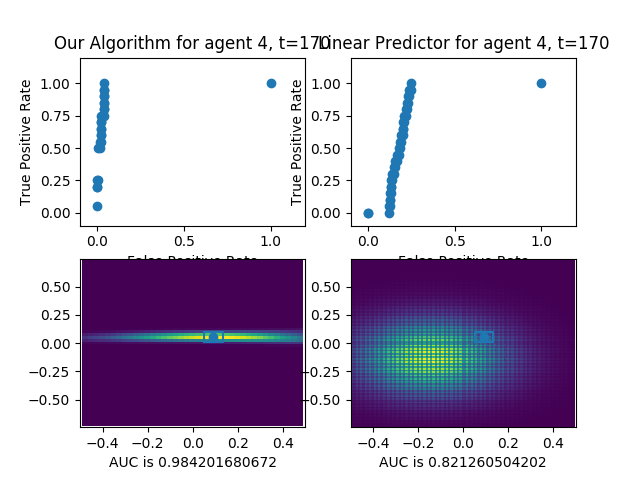 Our Algorithm for agent 4, t=170
Linear Predictor for agent 4, t=170
True Positive Rate
1.00
0.75
0.50
0.25
0.00
0.0 0.5 1.0
False Positive Rate
True Positive Rate
1.00
0.75
0.50
0.25
0.00
0.0 0.5 1.0
False Positive Rate
0.50
0.25
0.00
−0.25
−0.50
−0.4 −0.2 0.0 0.2 0.4
AUC is 0.984201680672
0.50
0.25
0.00
−0.25
−0.50
−0.4 −0.2 0.0 0.2 0.4
AUC is 0.821260504202